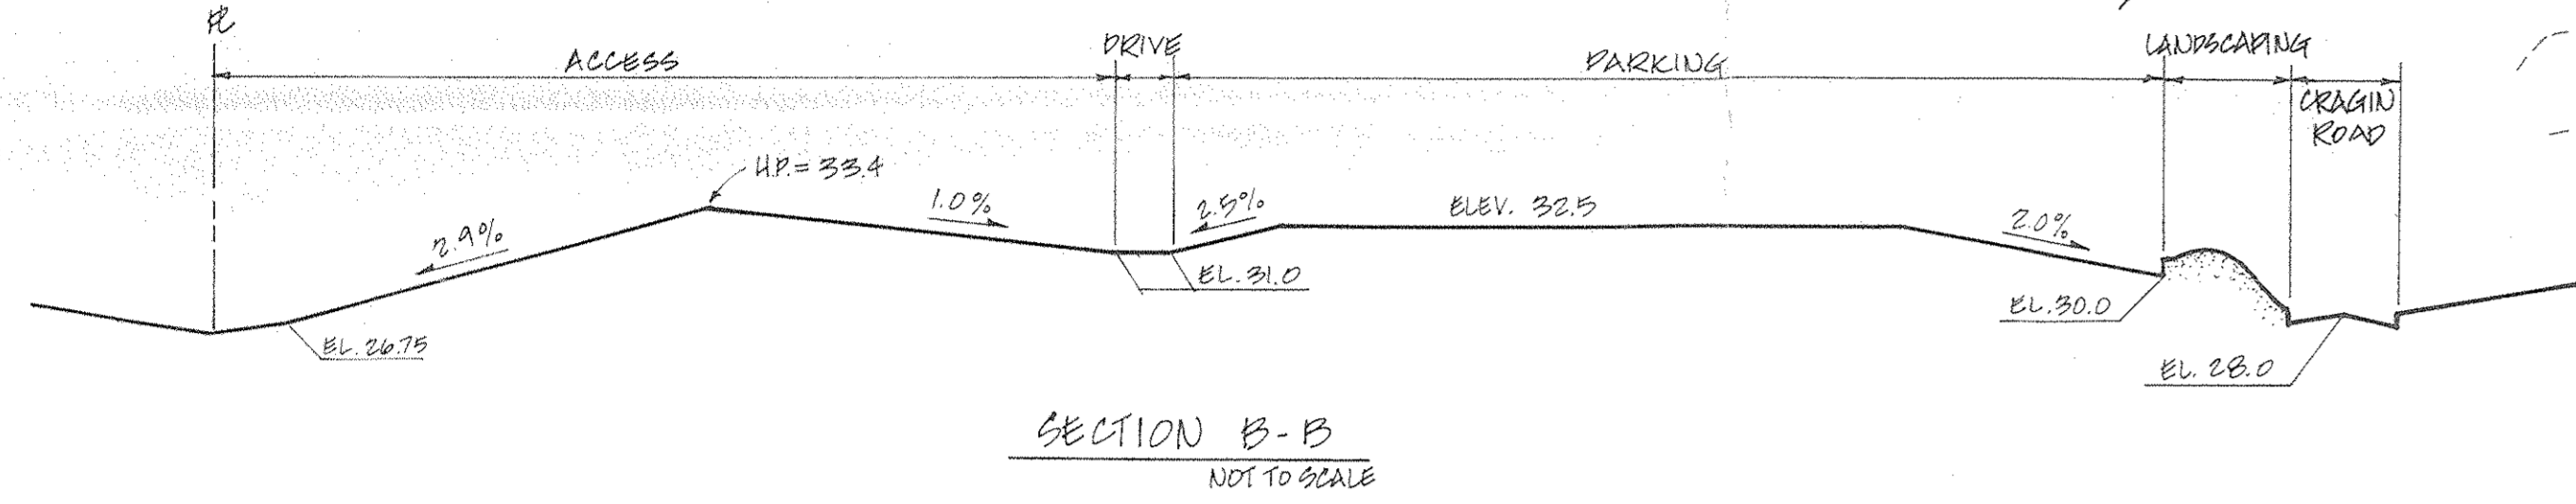 PL
ACCESS
DRIVE
PARKING
LANDSCAPING
CRAGIN
ROAD
H.P. = 33.4
2.9%
1.0%
2.5%
ELEV. 32.5
2.0%
EL. 26.75
EL. 31.0
EL. 30.0
EL. 28.0
SECTION B-B
NOT TO SCALE